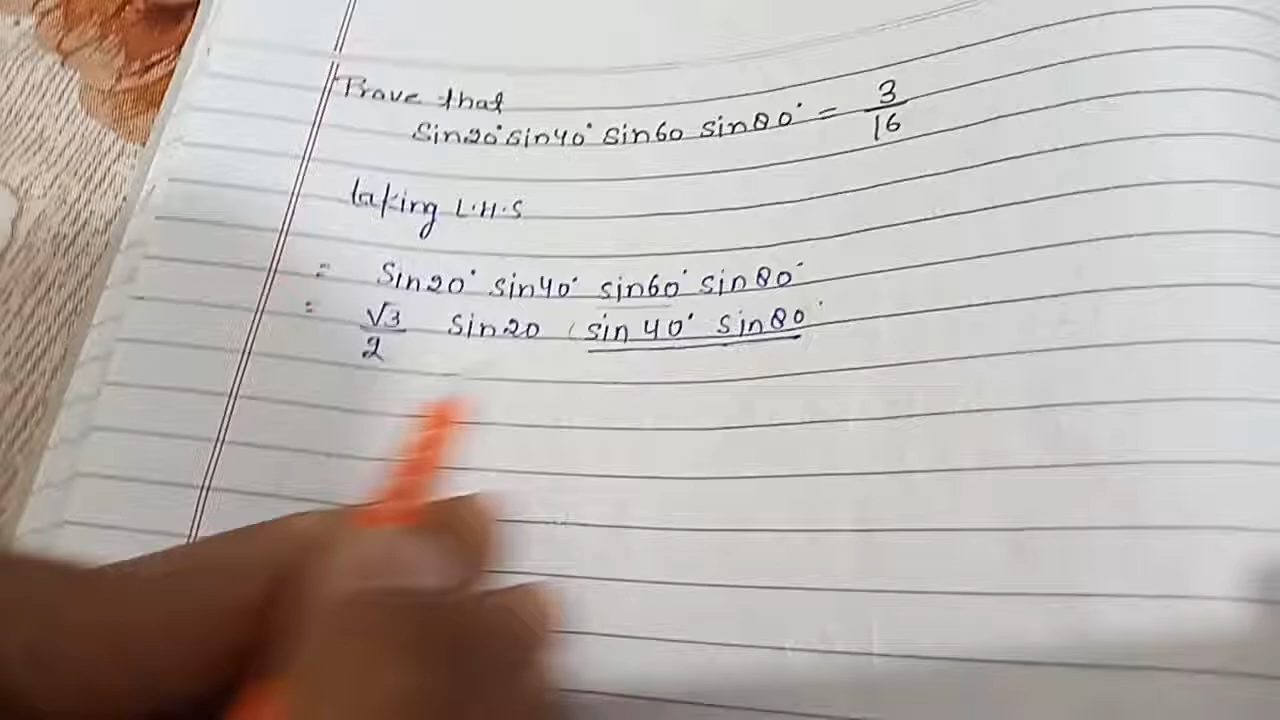 Prove that
sin20° sin40° sin60 sin80° = 3/16
taking L.H.S
= Sin20° sin40° sin60° sin80°
= √3/2 Sin20 (sin40° sin80°